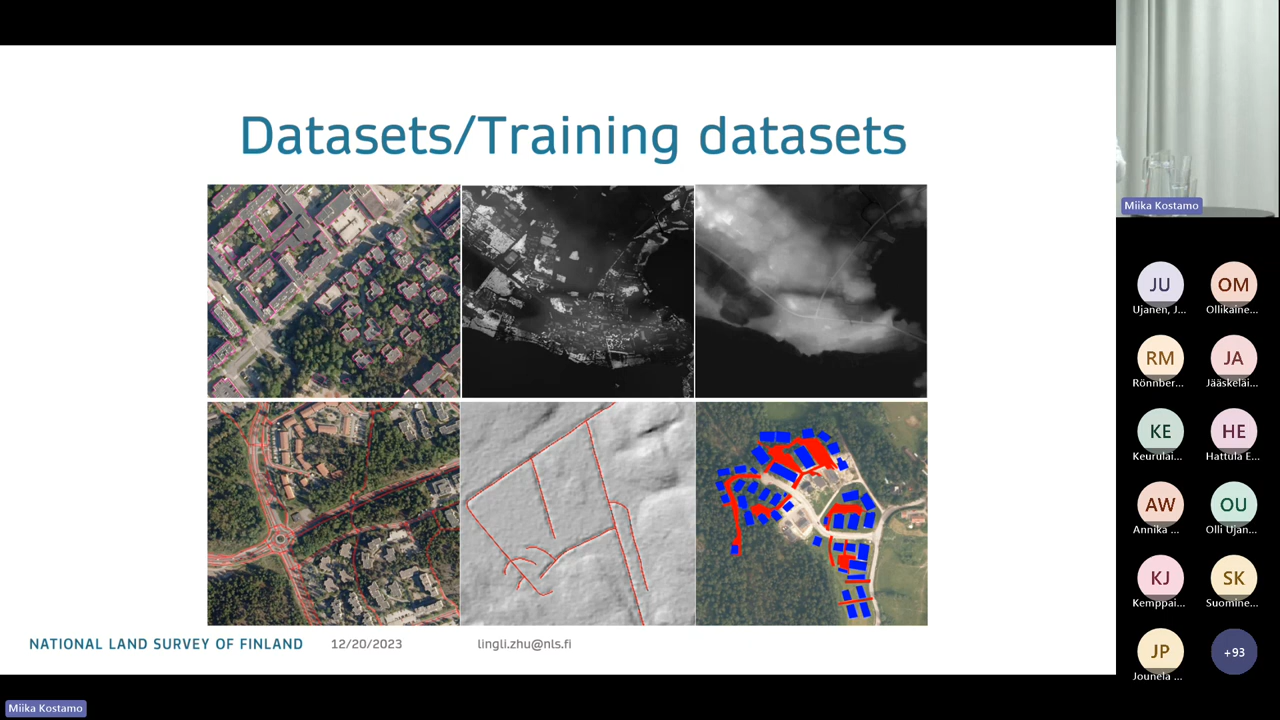 Datasets/Training datasets
NATIONAL LAND SURVEY OF FINLAND
12/20/2023
lingli.zhu@nls.fi
Miika Kostamo
Miika Kostamo
JU
OM
Ujanen, J...
Ollikaine...
RM
JA
Rönnber...
Jääskeläi...
KE
HE
Keurulai...
Hattula E...
AW
OU
Annika ...
Olli Ujan...
KJ
SK
Kemppai...
Suomine...
JP
+93
Jounela ...